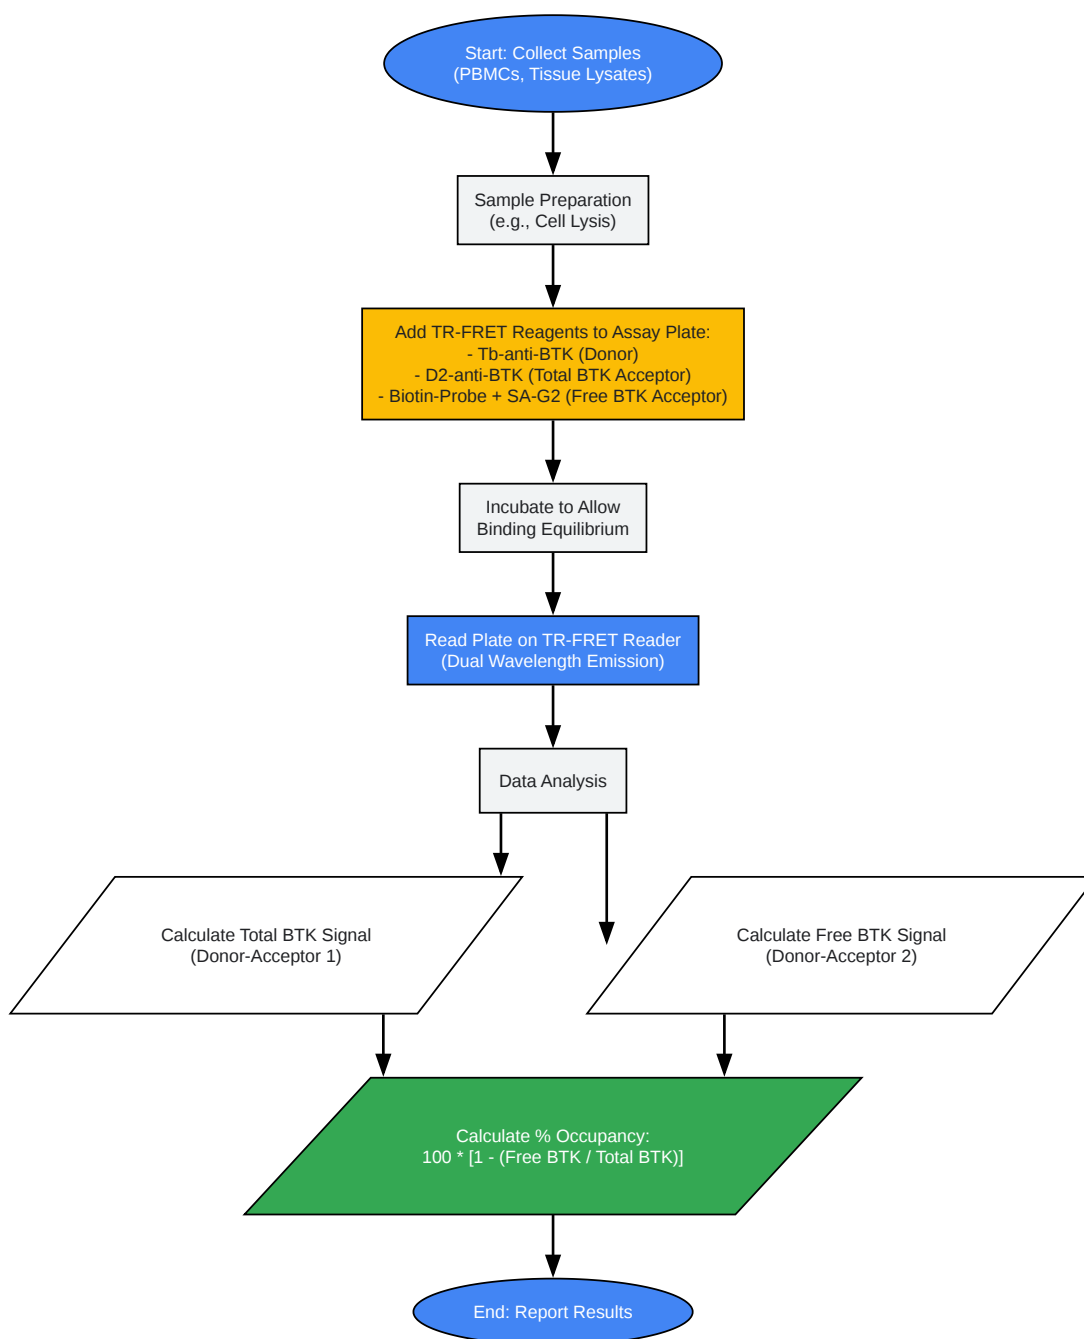 Start: Collect Samples
(PBMCs, Tissue Lysates)
Sample Preparation
(e.g., Cell Lysis)
Add TR-FRET Reagents to Assay Plate:
- Tb-anti-BTK (Donor)
- D2-anti-BTK (Total BTK Acceptor)
- Biotin-Probe + SA-G2 (Free BTK Acceptor)
Incubate to Allow
Binding Equilibrium
Read Plate on TR-FRET Reader
(Dual Wavelength Emission)
Data Analysis
Calculate Total BTK Signal
(Donor-Acceptor 1)
Calculate Free BTK Signal
(Donor-Acceptor 2)
Calculate % Occupancy:
100 * [1 - (Free BTK / Total BTK)]
End: Report Results